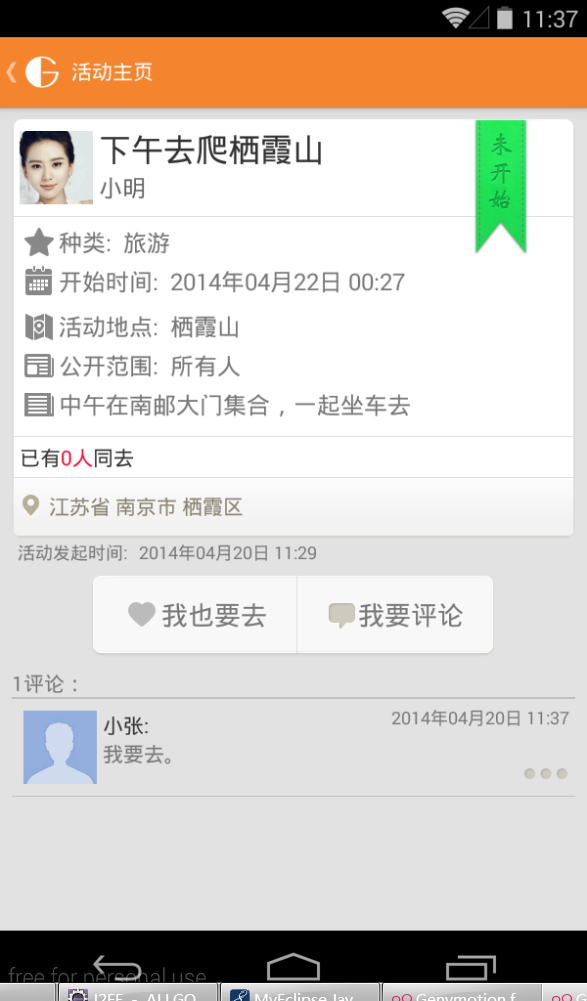 11:37
活动主页
下午去爬栖霞山
小明
未开始
种类: 旅游
开始时间: 2014年04月22日 00:27
活动地点: 栖霞山
公开范围: 所有人
中午在南邮大门集合，一起坐车去
已有0人同去
江苏省 南京市 栖霞区
活动发起时间: 2014年04月20日 11:29
我也要去 我要评论
1评论：
小张: 2014年04月20日 11:37
我要去。
free for personal use
J2EE - ALLGO MyEclipse Jav Genymotion f